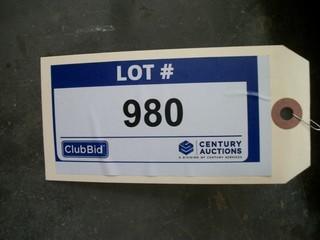 LOT #
980
ClubBid
CENTURY
AUCTIONS
A DIVISION OF CENTURY SERVICES